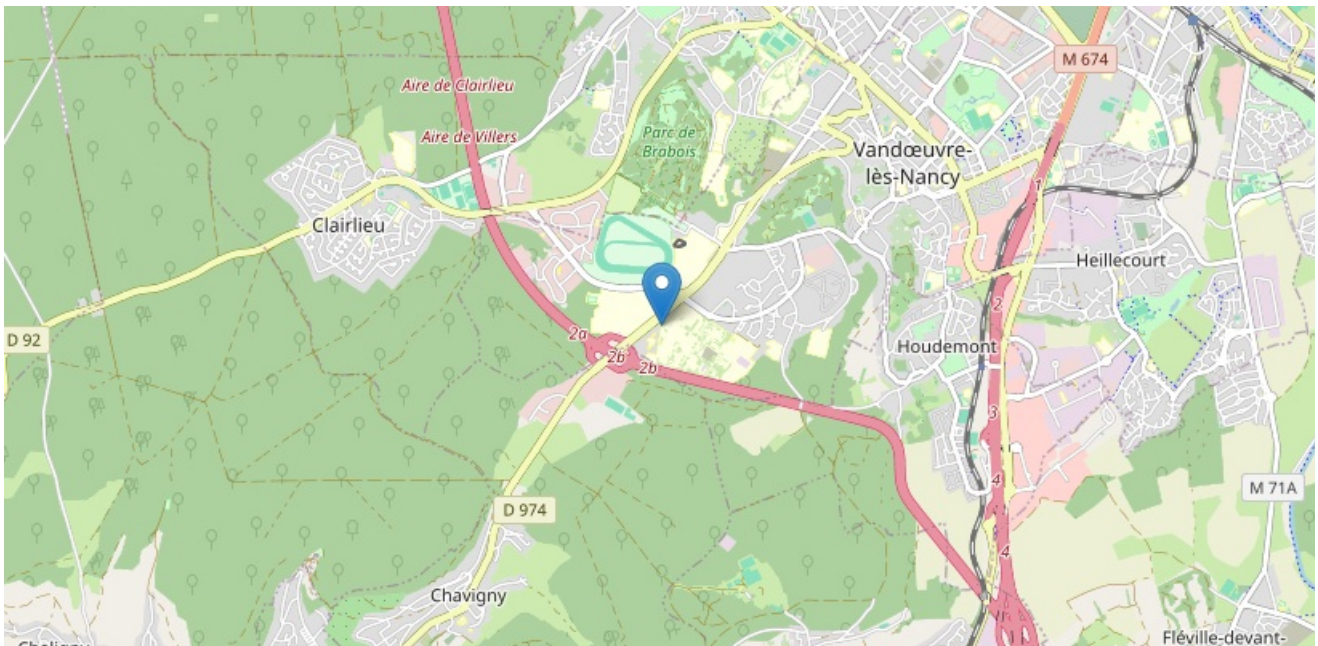 M 674
Aire de Clairlieu
Aire de Villers
Parc de
Brabois
Vandœuvre-
lès-Nancy
1
Clairlieu
Heillecourt
2
D 92
2a
2b
2b
Houdemont
3
4
M 71A
D 974
4
Chavigny
Fléville-devant-